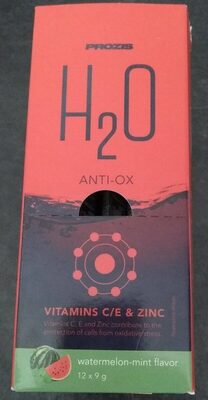 PROZIS
H2O
ANTI-OX
VITAMINS C/E & ZINC
Vitamins C, E and Zinc contribute to the
protection of cells from oxidative stress.
watermelon-mint flavor
12 x 9 g